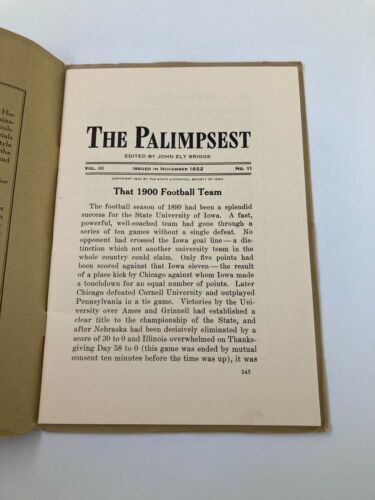 His-
THE PALIMPSEST
EDITED BY JOHN ELY BRIGGS
VOL. III ISSUED IN NOVEMBER 1922 NO. 11
COPYRIGHT 1922 BY THE STATE HISTORICAL SOCIETY OF IOWA
That 1900 Football Team
The football season of 1899 had been a splendid
success for the State University of Iowa. A fast,
powerful, well-coached team had gone through a
series of ten games without a single defeat. No
opponent had crossed the Iowa goal line — a dis-
tinction which not another university team in the
whole country could claim. Only five points had
been scored against that Iowa eleven — the result
of a place kick by Chicago against whom Iowa made
a touchdown for an equal number of points. Later
Chicago defeated Cornell University and outplayed
Pennsylvania in a tie game. Victories by the Uni-
versity over Ames and Grinnell had established a
clear title to the championship of the State, and
after Nebraska had been decisively eliminated by a
score of 30 to 0 and Illinois overwhelmed on Thanks-
giving Day 58 to 0 (this game was ended by mutual
consent ten minutes before the time was up), it was
343